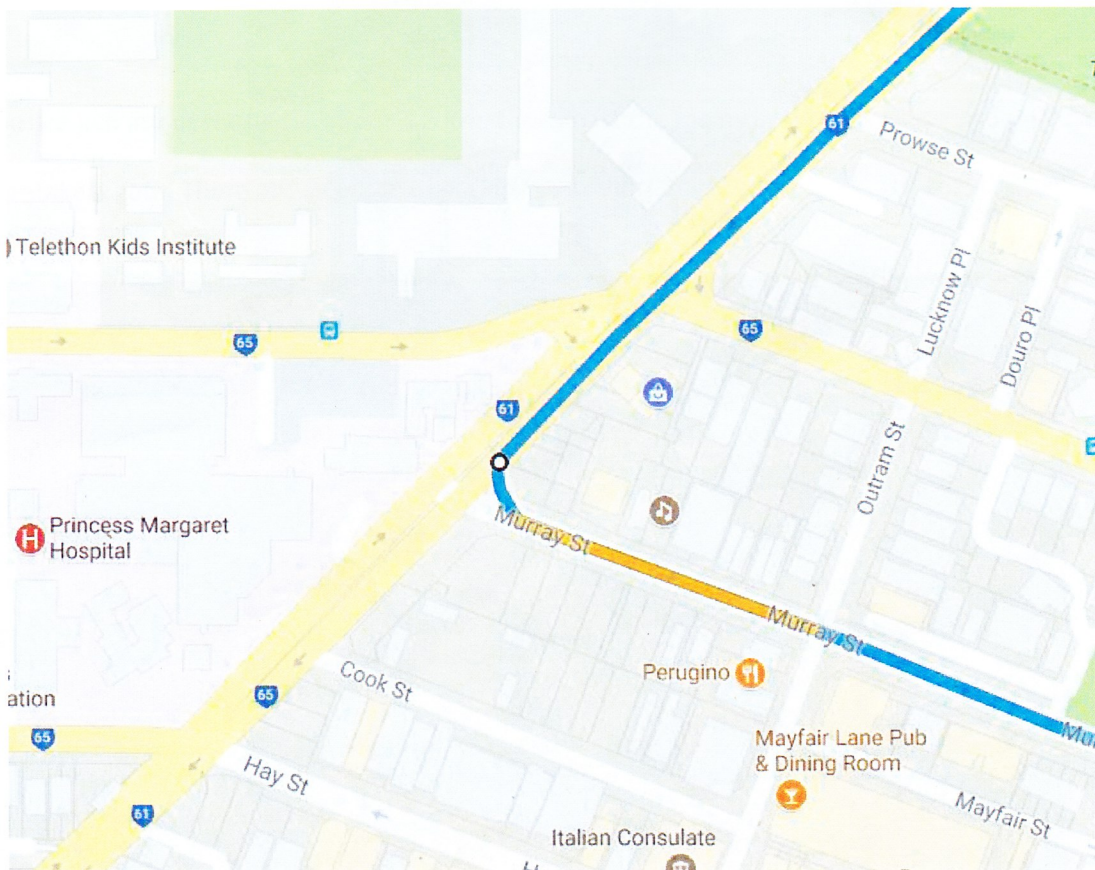 61
Prowse St
Telethon Kids Institute
Lucknow Pl
65
65
Douro Pl
61
Outram St
Princess Margaret
Hospital
Murray St
Murray St
Perugino
Cook St
65
ation
65
Mayfair Lane Pub
& Dining Room
Hay St
Mayfair St
61
Italian Consulate